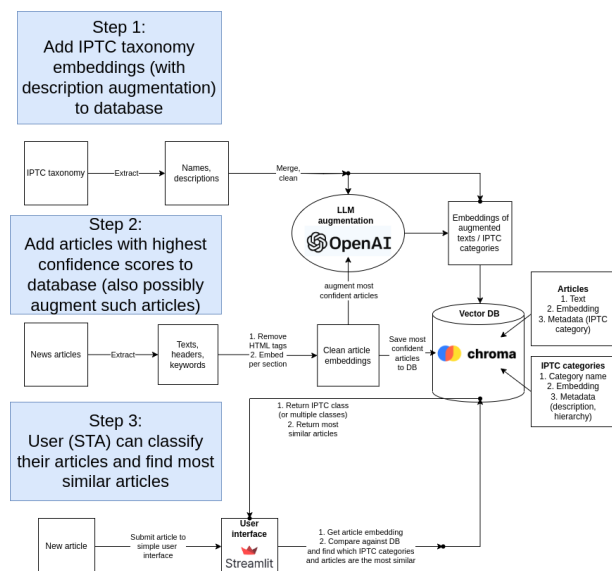 Step 1:
Add IPTC taxonomy
embeddings (with
description augmentation)
to database
IPTC taxonomy
Extract
Names,
descriptions
Merge,
clean
LLM
augmentation
OpenAI
Embeddings of
augmented
texts / IPTC
categories
Step 2:
Add articles with highest
confidence scores to
database (also possibly
augment such articles)
augment most
confident articles
News articles
Extract
Texts,
headers,
keywords
1. Remove
HTML tags
2. Embed
per section
Clean article
embeddings
Save most
confident
articles
to DB
Vector DB
chroma
Articles
1. Text
2. Embedding
3. Metadata (IPTC
category)
IPTC categories
1. Category name
2. Embedding
3. Metadata
(description,
hierarchy)
Step 3:
User (STA) can classify
their articles and find most
similar articles
1. Return IPTC class
(or multiple classes)
2. Return most
similar articles
New article
Submit article to
simple user
interface
User
interface
Streamlit
1. Get article embedding
2. Compare against DB
and find which IPTC categories
and articles are the most similar